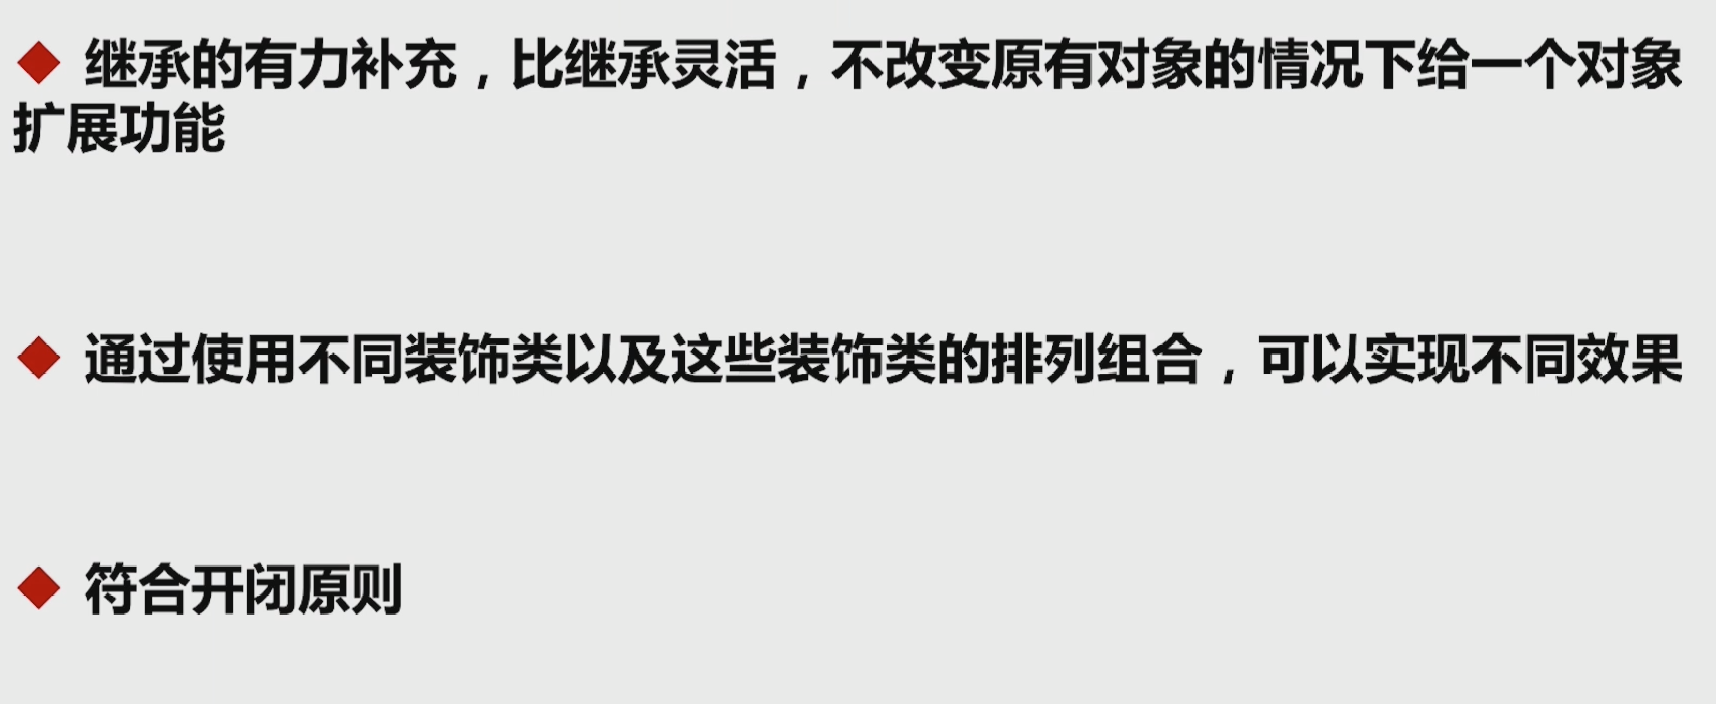 ◆ 继承的有力补充，比继承灵活，不改变原有对象的情况下给一个对象
扩展功能
◆ 通过使用不同装饰类以及这些装饰类的排列组合，可以实现不同效果
◆ 符合开闭原则